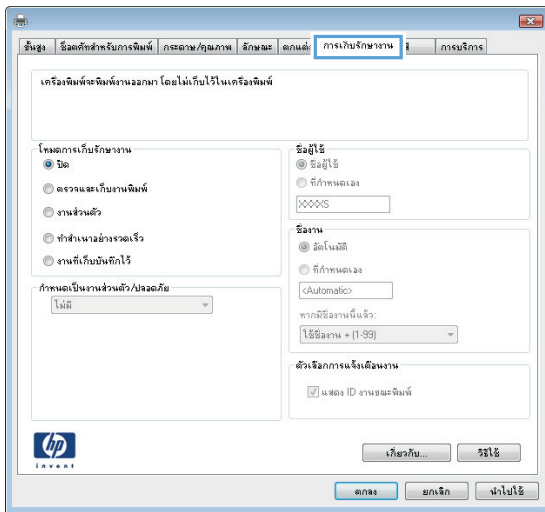 ชั้นสูง ช็อตคัทสำหรับการพิมพ์ กระดาษ/คุณภาพ ลักษณะ ตกแต่ง การเก็บรักษางาน สี การบริการ
เครื่องพิมพ์จะพิมพ์งานออกมา โดยไม่เก็บไว้ในเครื่องพิมพ์
โหมดการเก็บรักษางาน
ปิด
ตรวจและเก็บงานพิมพ์
งานส่วนตัว
ทำสำเนาอย่างรวดเร็ว
งานที่เก็บบันทึกไว้
กำหนดเป็นงานส่วนตัว/ปลอดภัย
ไม่มี
ชื่อผู้ใช้
ชื่อผู้ใช้
ที่กำหนดเอง
XXXXS
ชื่องาน
อัตโนมัติ
ที่กำหนดเอง
<Automatic>
หากมีชื่องานนี้แล้ว:
ใช้ชื่องาน + (1-99)
ตัวเลือกการแจ้งเตือนงาน
แสดง ID งานขณะพิมพ์
hp
invent
เกี่ยวกับ... วิธีใช้
ตกลง ยกเลิก นำไปใช้